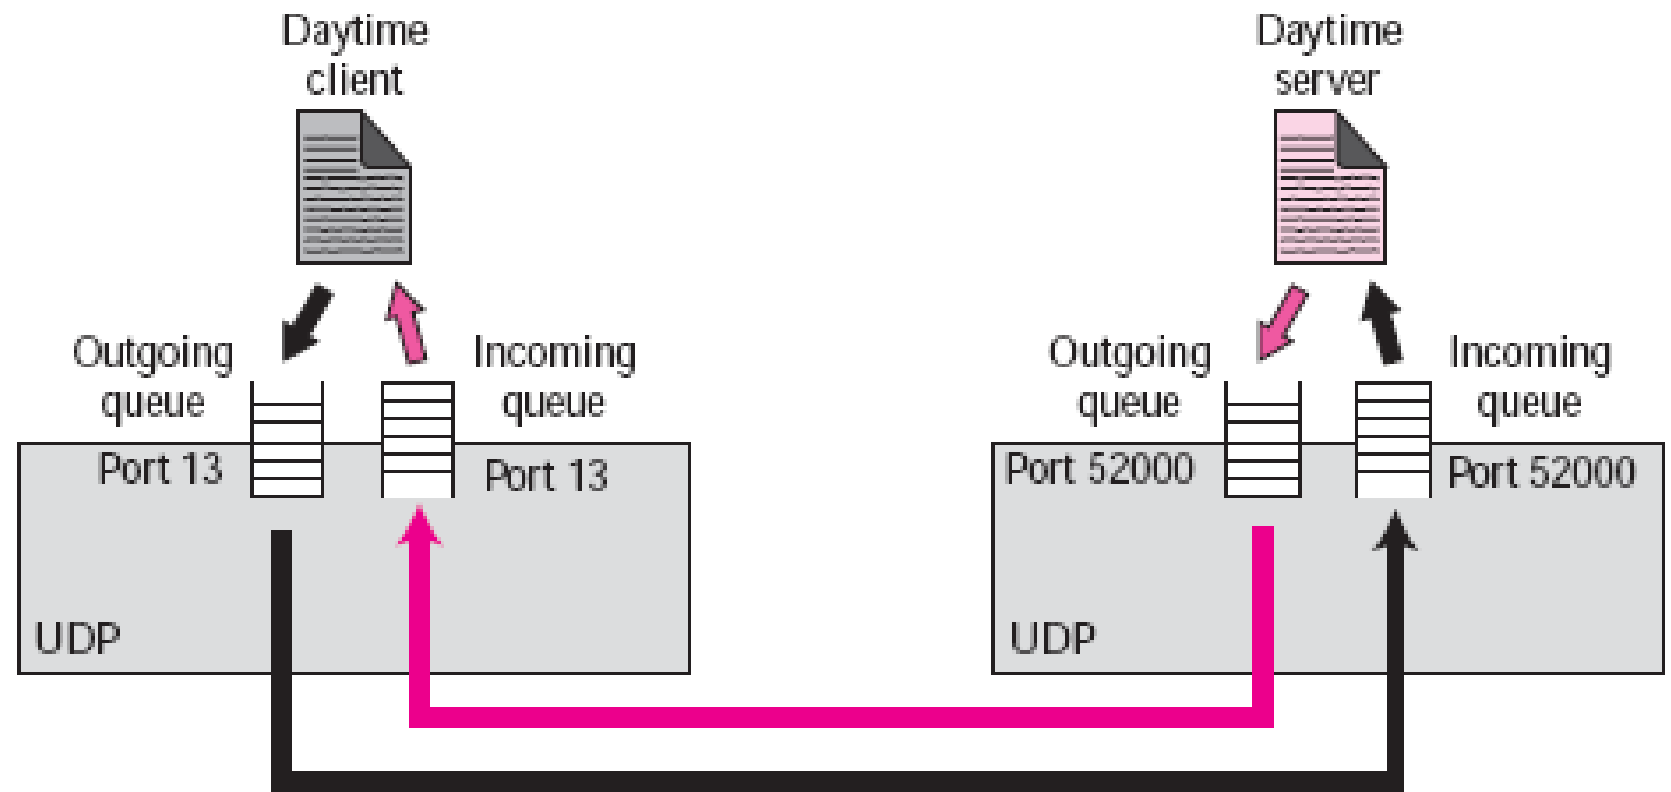 Daytime
client
Daytime
server
Outgoing
queue
Incoming
queue
Outgoing
queue
Incoming
queue
Port 13
Port 13
Port 52000
Port 52000
UDP
UDP